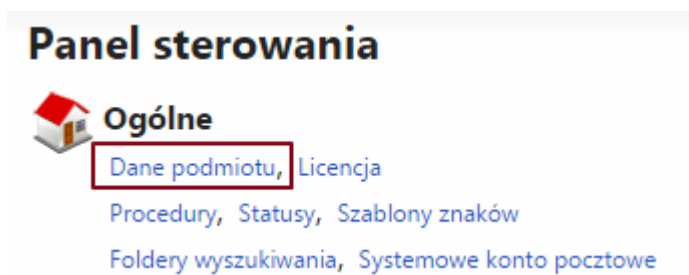 Panel sterowania
Ogólne
Dane podmiotu, Licencja
Procedury, Statusy, Szablony znaków
Foldery wyszukiwania, Systemowe konto pocztowe